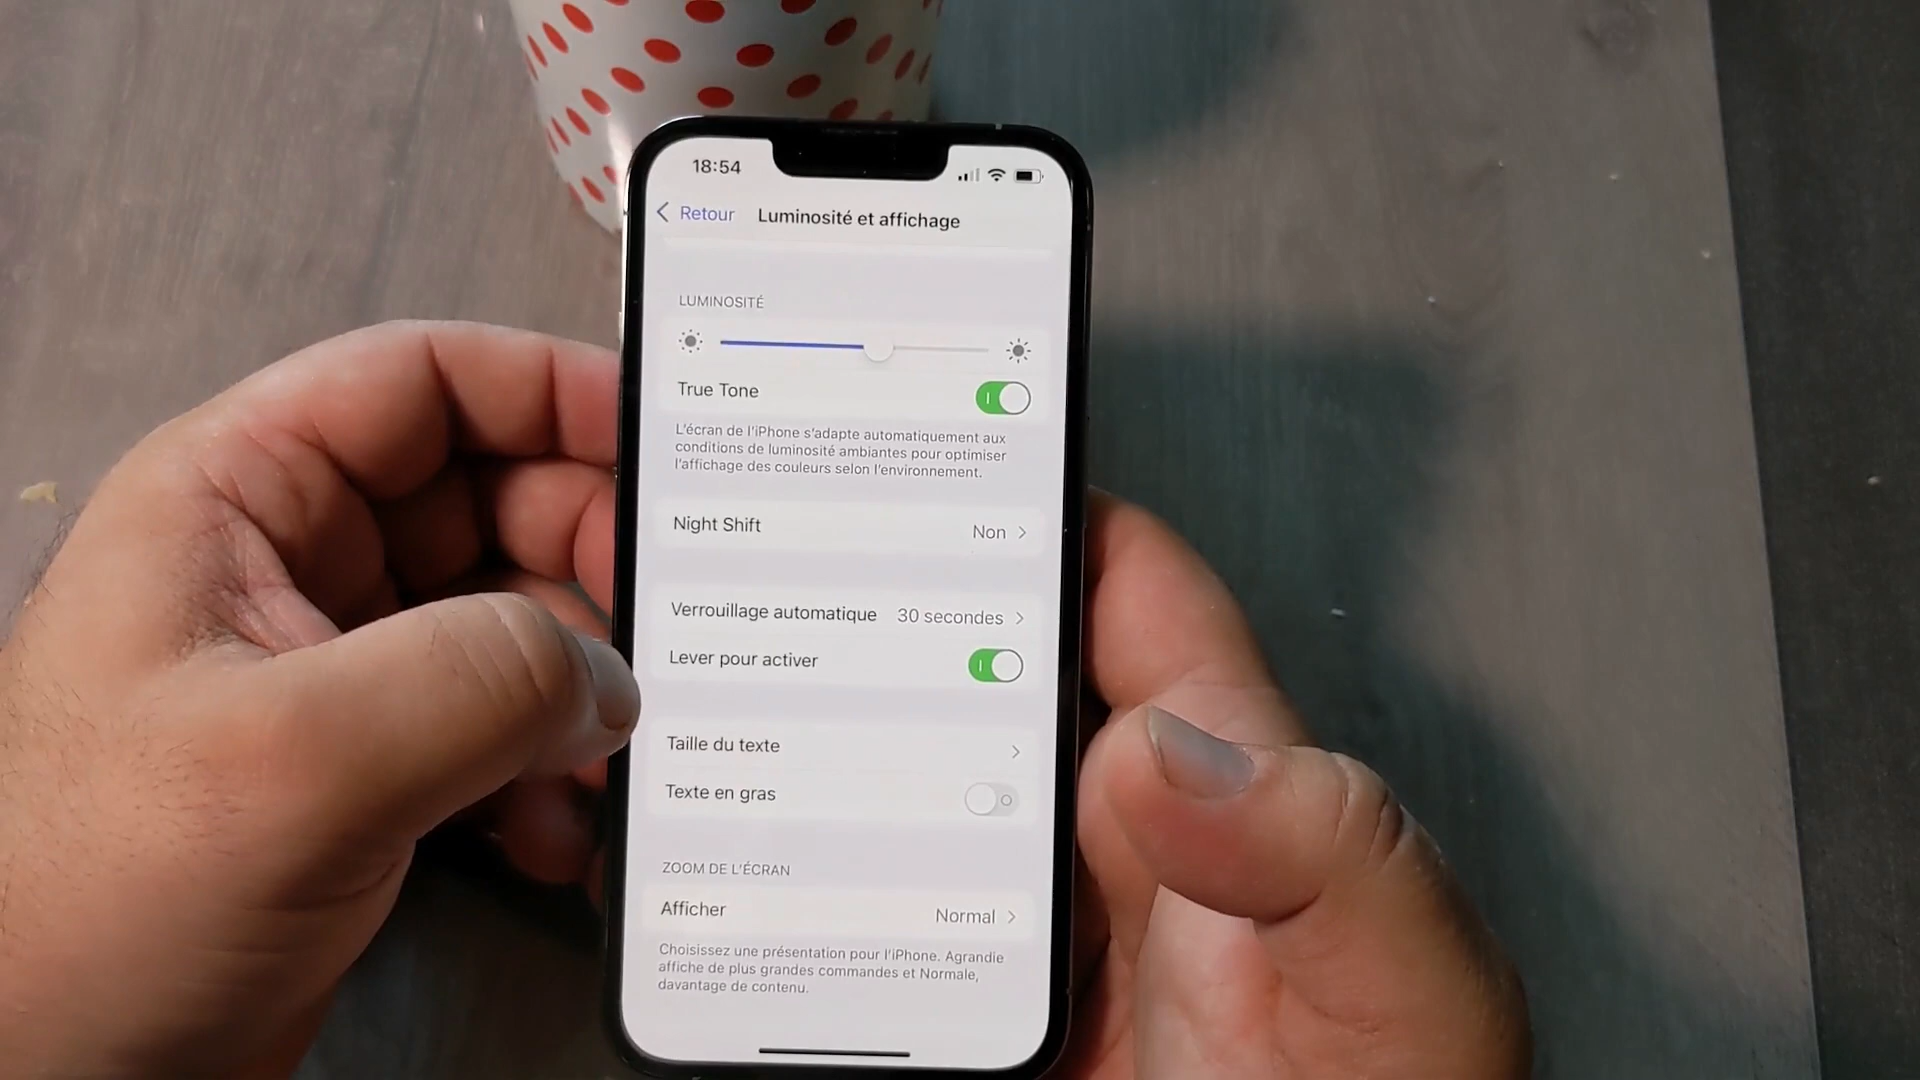 18:54
Retour
Luminosité et affichage
LUMINOSITÉ
True Tone
L'écran de l'iPhone s'adapte automatiquement aux
conditions de luminosité ambiantes pour optimiser
l'affichage des couleurs selon l'environnement.
Night Shift Non
Verrouillage automatique 30 secondes
Lever pour activer
Taille du texte
Texte en gras
ZOOM DE L'ÉCRAN
Afficher Normal
Choisissez une présentation pour l'iPhone. Agrandie
affiche de plus grandes commandes et Normale,
davantage de contenu.